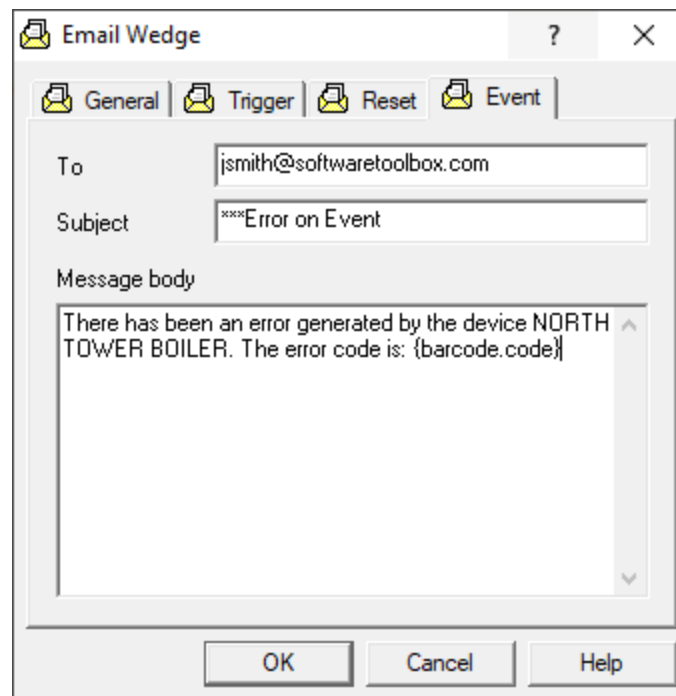 Email Wedge ?
General Trigger Reset Event
To jsmith@softwaretoolbox.com
Subject ***Error on Event
Message body
There has been an error generated by the device NORTH
TOWER BOILER. The error code is: {barcode.code}
OK Cancel Help